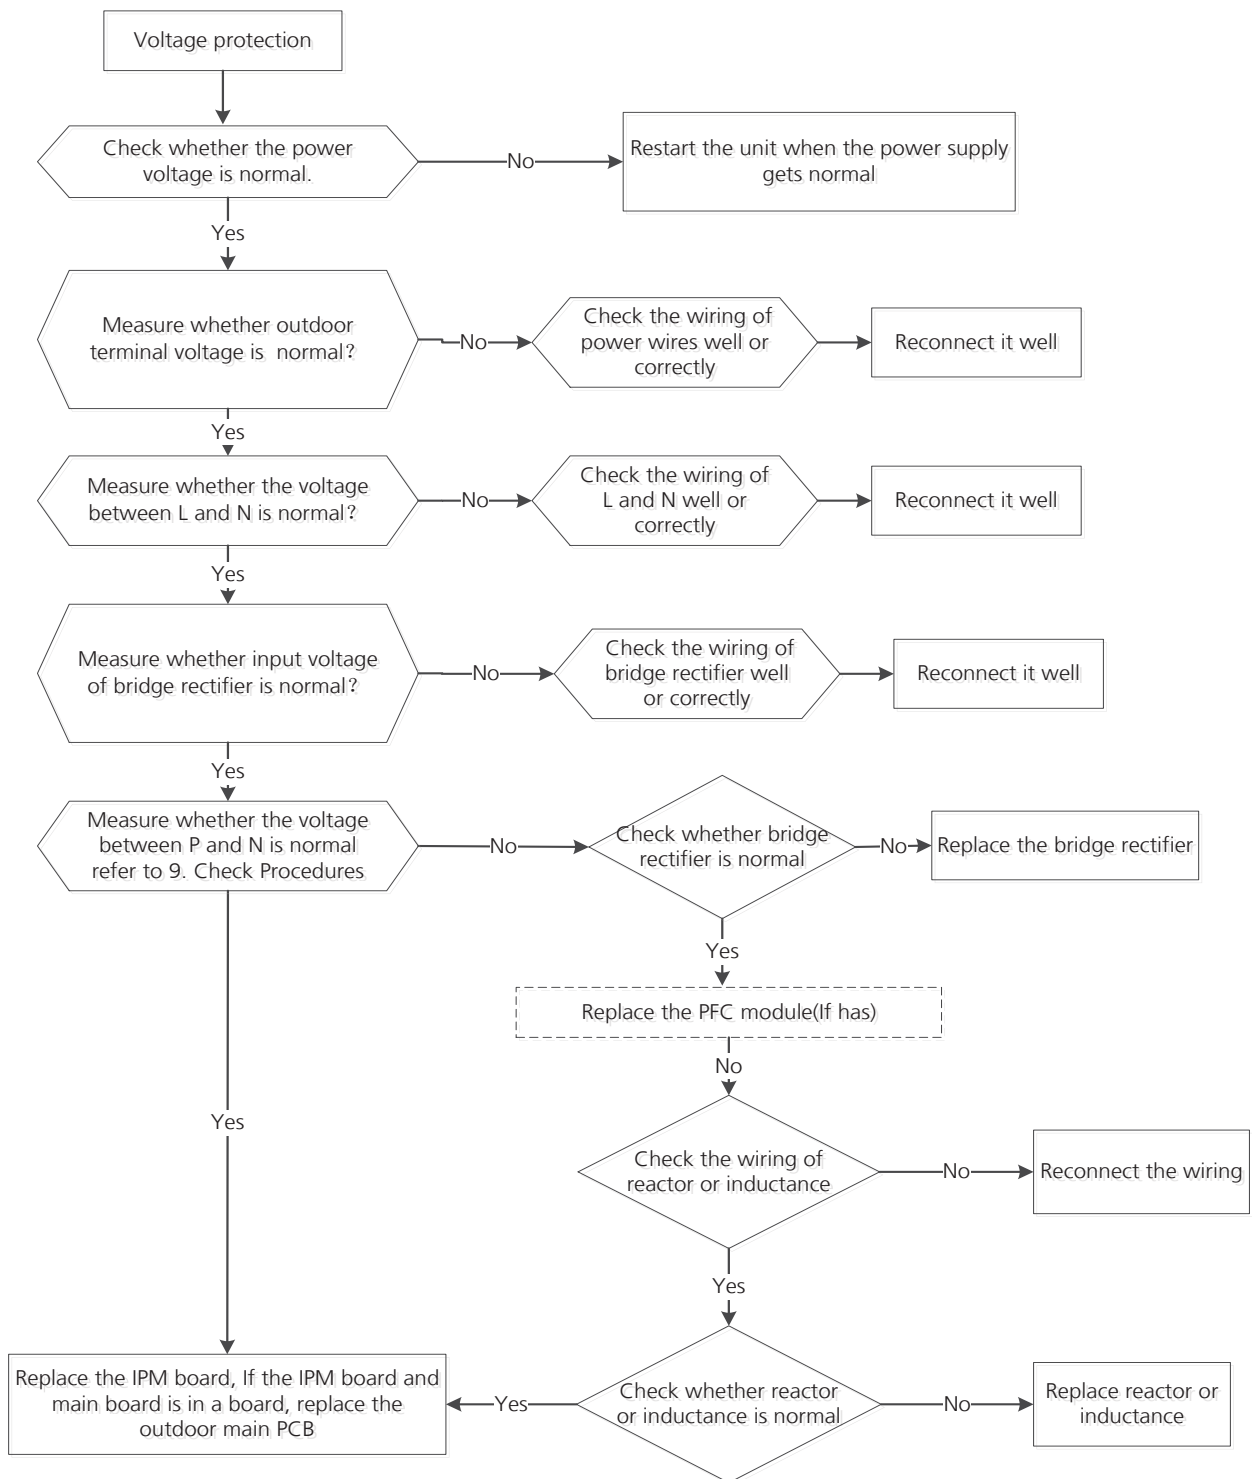 Voltage protection
Check whether the power
voltage is normal.
No
Restart the unit when the power supply
gets normal
Yes
Measure whether outdoor
terminal voltage is  normal？
No
Check the wiring of
power wires well or
correctly
Reconnect it well
Yes
Measure whether the voltage
between L and N is normal？
No
Check the wiring of
L and N well or
correctly
Reconnect it well
Yes
Measure whether input voltage
of bridge rectifier is normal？
No
Check the wiring of
bridge rectifier well
or correctly
Reconnect it well
Yes
Measure whether the voltage
between P and N is normal
refer to 9. Check Procedures
No
Check whether bridge
rectifier is normal
No
Replace the bridge rectifier
Yes
Replace the PFC module(If has)
No
Yes
Check the wiring of
reactor or inductance
No
Reconnect the wiring
Yes
Replace the IPM board, If the IPM board and
main board is in a board, replace the
outdoor main PCB
Yes
Check whether reactor
or inductance is normal
No
Replace reactor or
inductance